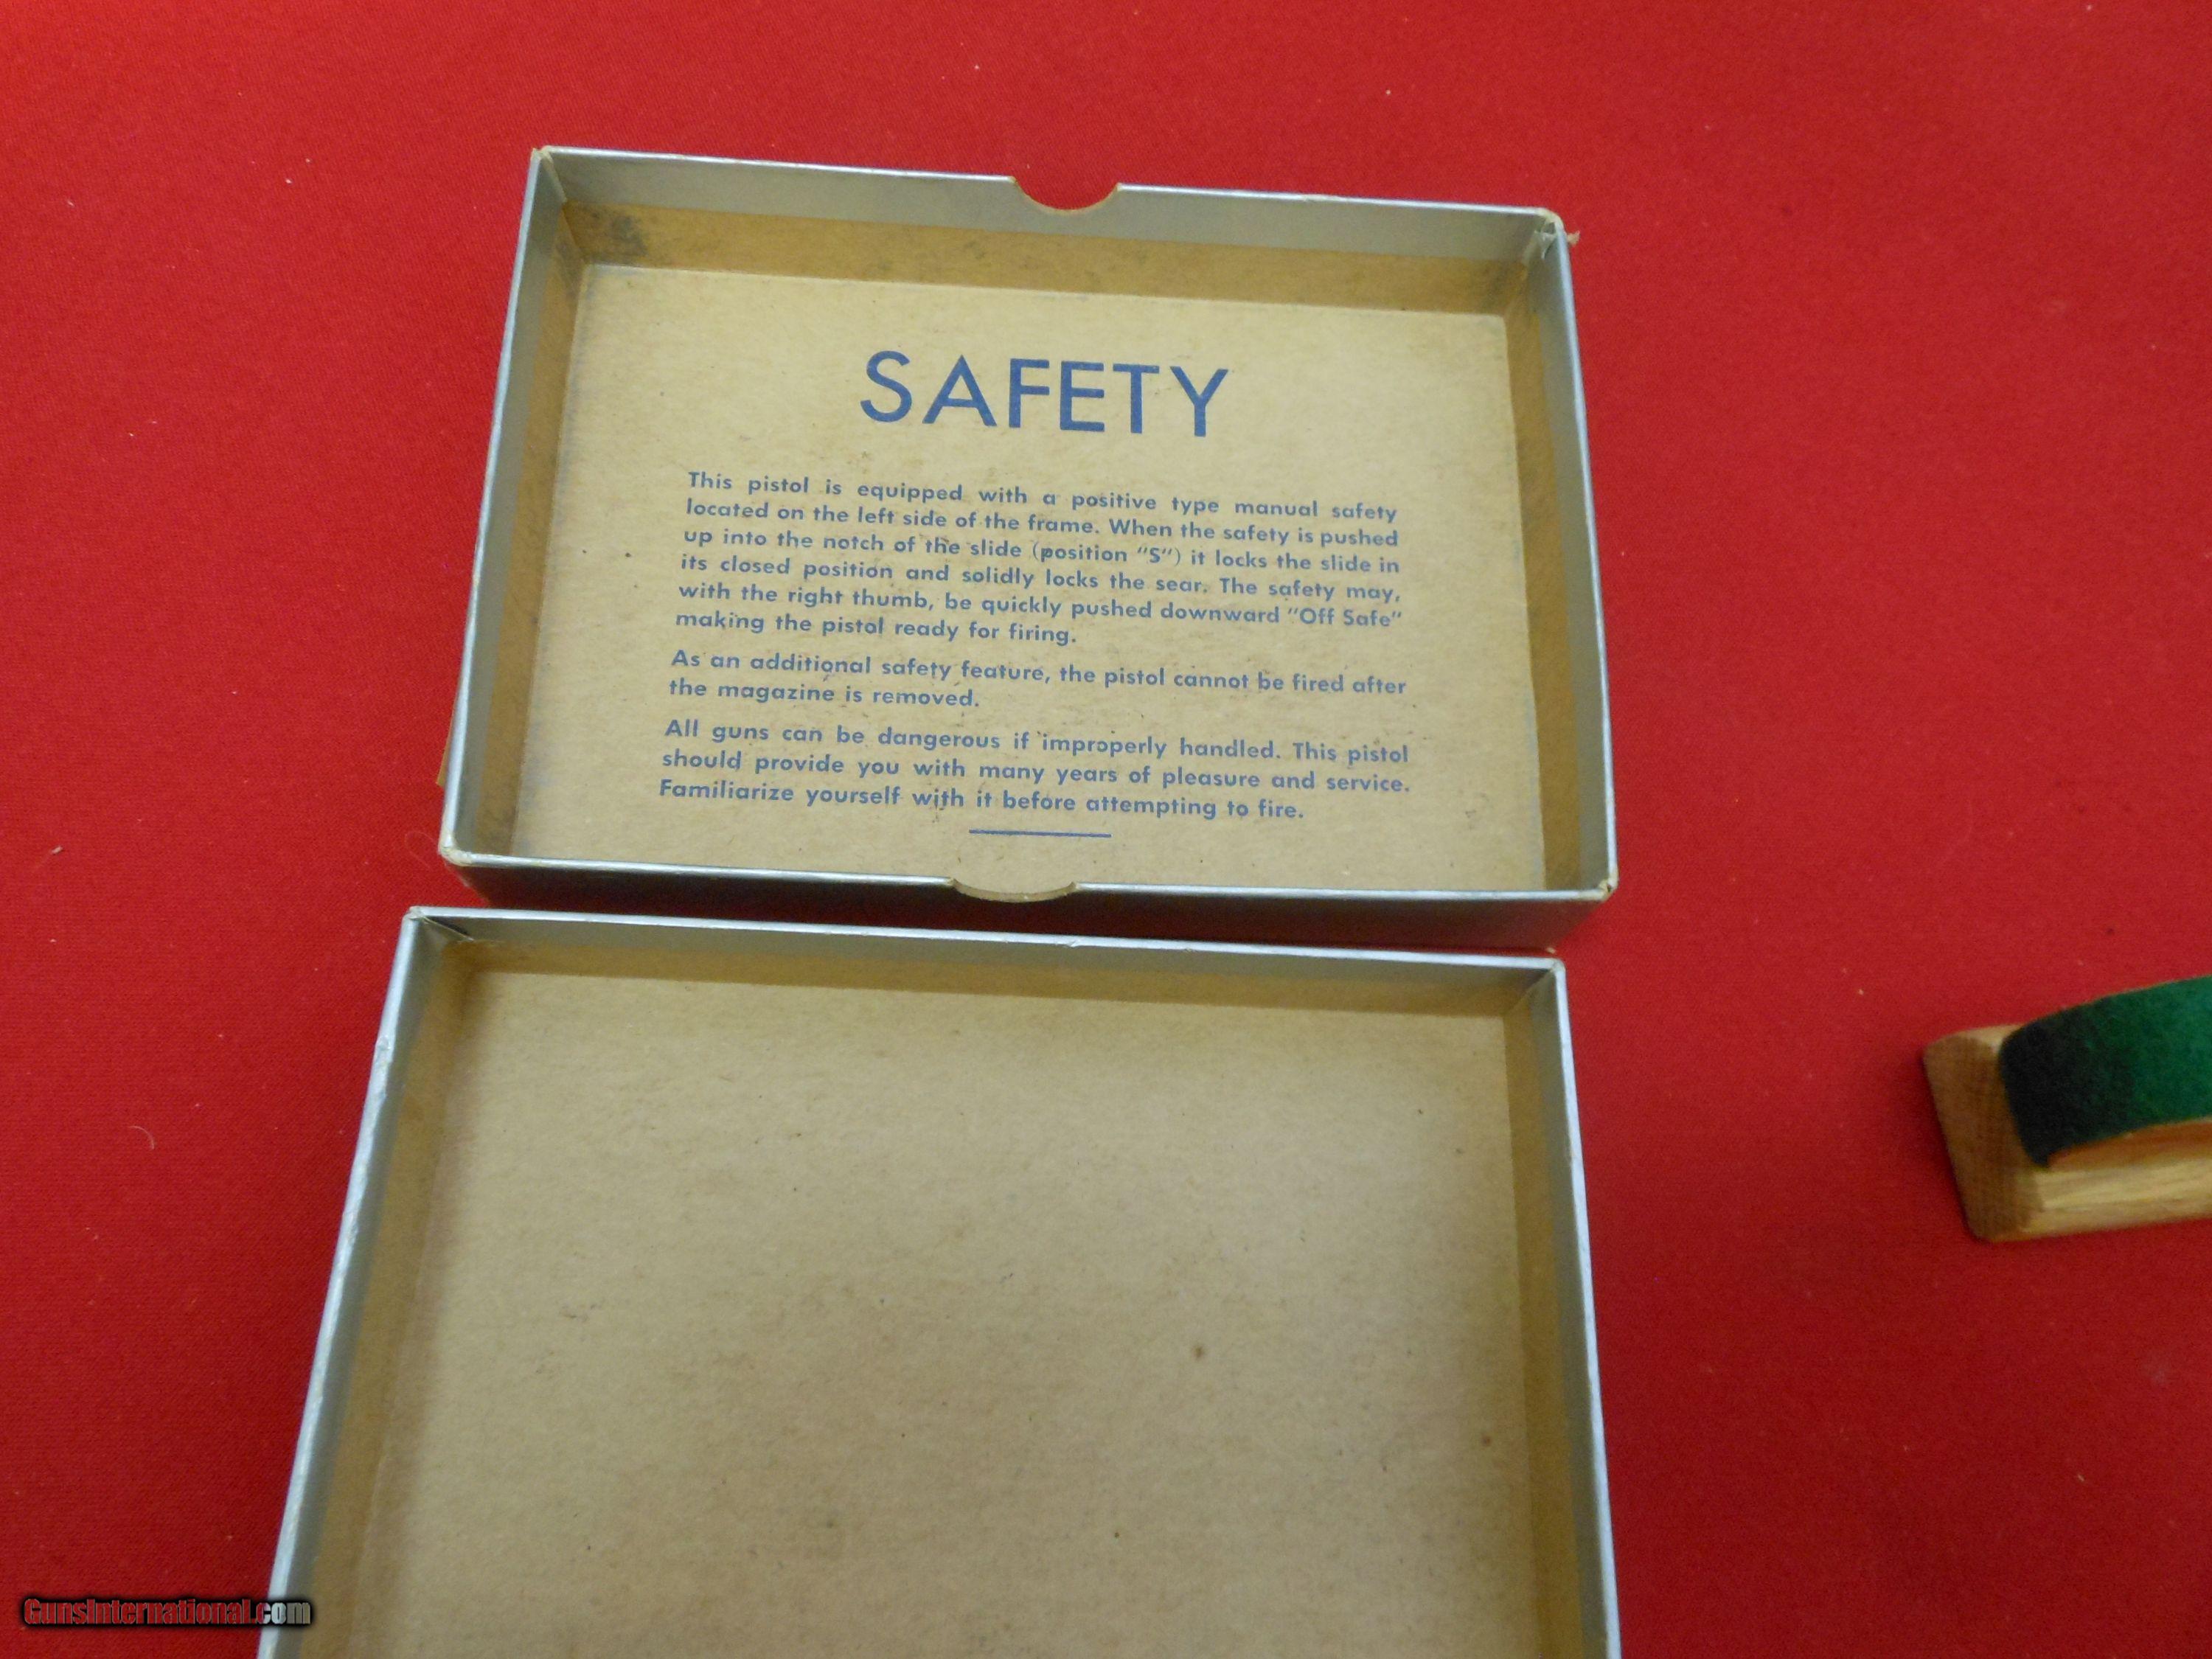 SAFETY
This pistol is equipped with a positive type manual safety
located on the left side of the frame. When the safety is pushed
up into the notch of the slide (position "S") it locks the slide in
its closed position and solidly locks the sear. The safety may,
with the right thumb, be quickly pushed downward "Off Safe"
making the pistol ready for firing.
As an additional safety feature, the pistol cannot be fired after
the magazine is removed.
All guns can be dangerous if improperly handled. This pistol
should provide you with many years of pleasure and service.
Familiarize yourself with it before attempting to fire.
GunsInternational.com